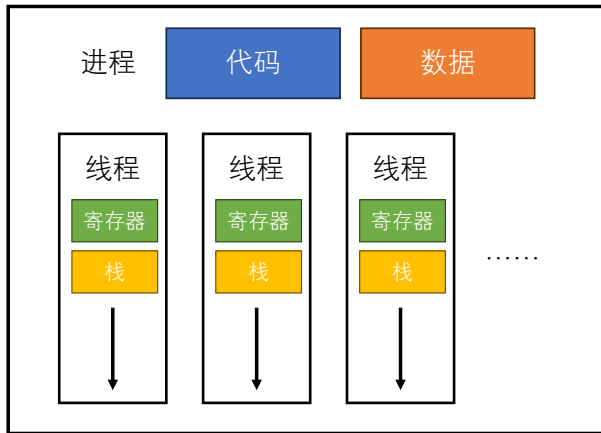 进程 代码 数据
线程 线程 线程
寄存器 寄存器 寄存器
栈 栈 栈
……